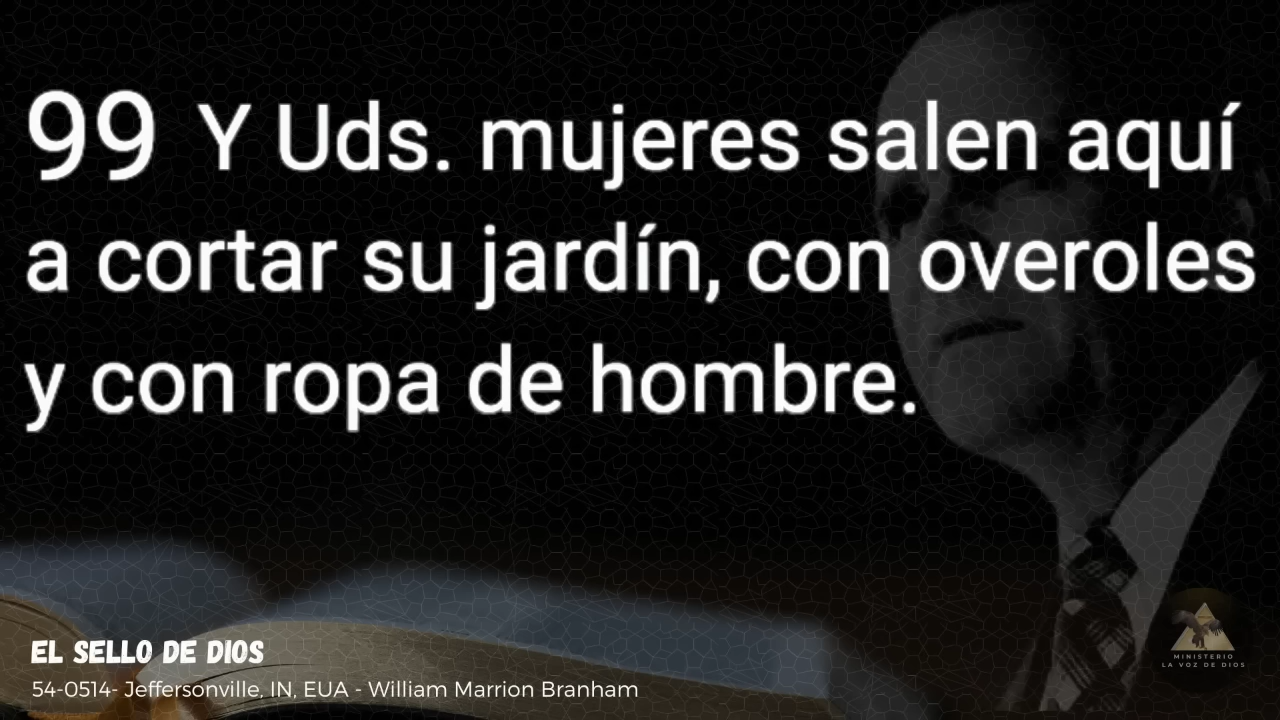 99 Y Uds. mujeres salen aquí
a cortar su jardín, con overoles
y con ropa de hombre.
EL SELLO DE DIOS
54-0514- Jeffersonville, IN, EUA - William Marrion Branham
MINISTERIO
LA VOZ DE DIOS